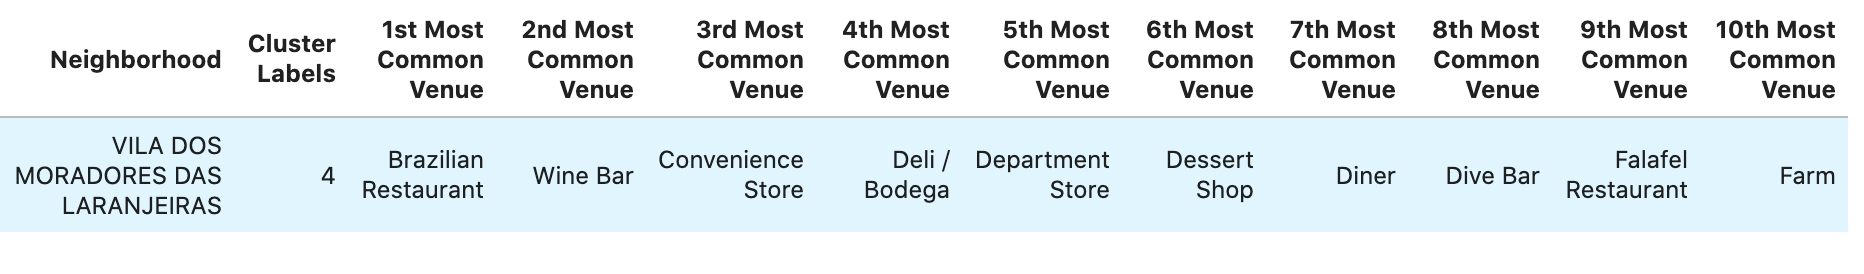 Neighborhood Cluster Labels 1st Most Common Venue 2nd Most Common Venue 3rd Most Common Venue 4th Most Common Venue 5th Most Common Venue 6th Most Common Venue 7th Most Common Venue 8th Most Common Venue 9th Most Common Venue 10th Most Common Venue
VILA DOS MORADORES DAS LARANJEIRAS 4 Brazilian Restaurant Wine Bar Convenience Store Deli / Bodega Department Store Dessert Shop Diner Dive Bar Falafel Restaurant Farm